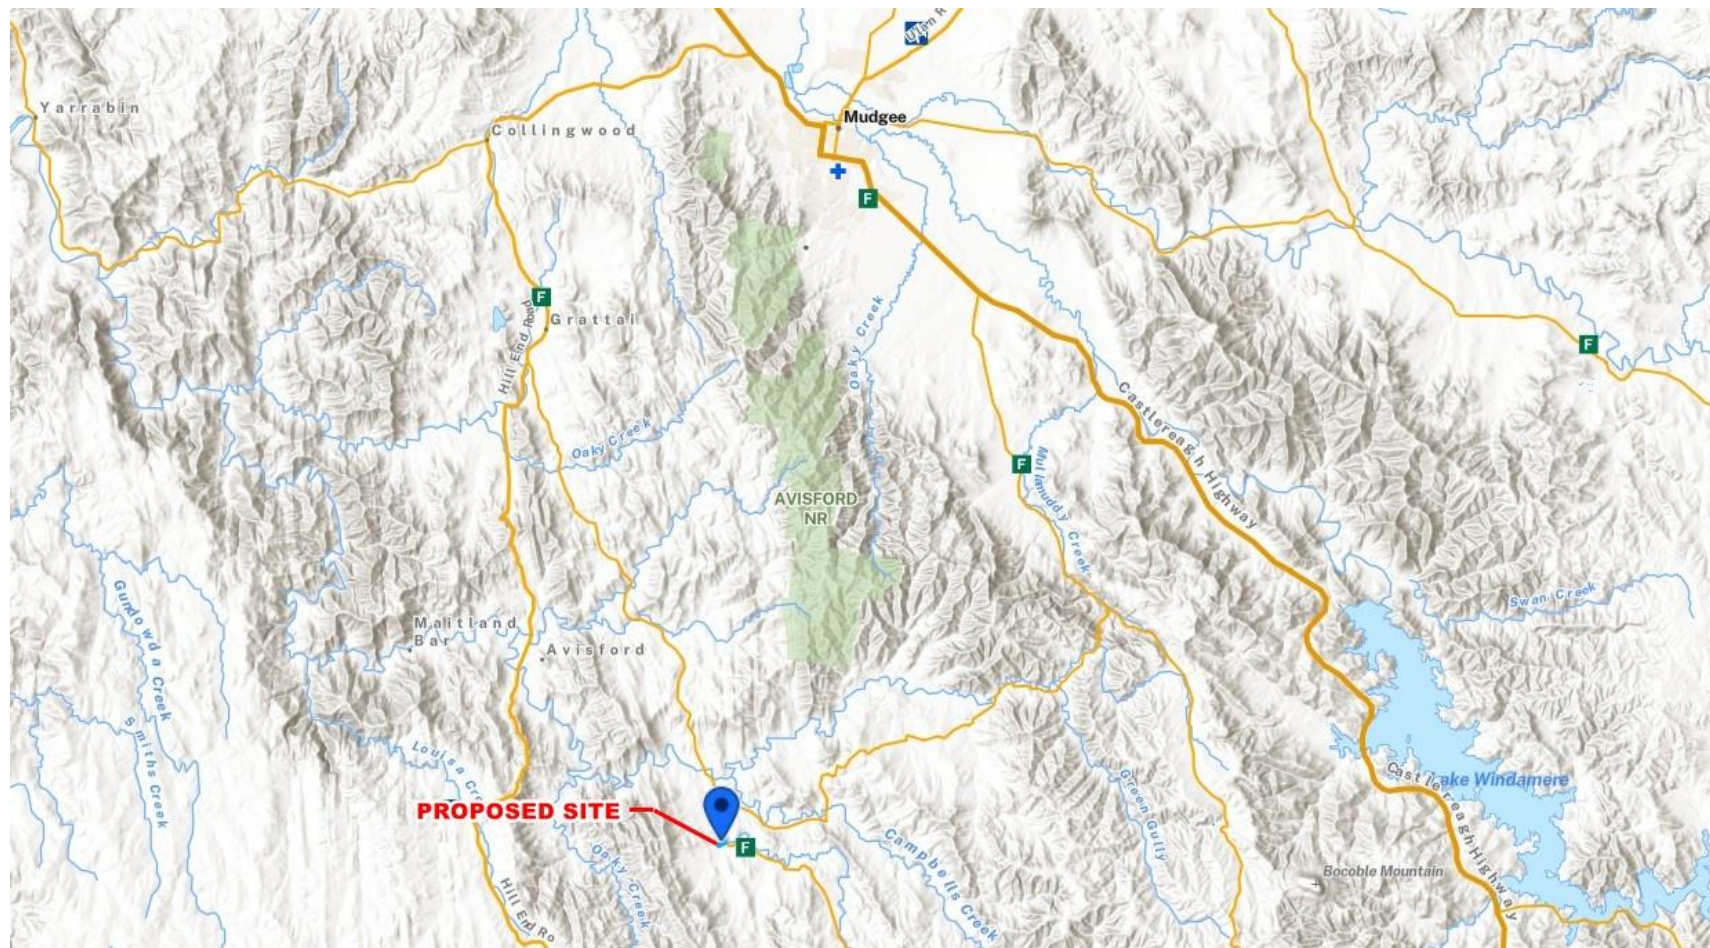 Yarrabin
Collingwood
Mudgee
F
F
Grattai
Hill End Road
Oaky Creek
F
Castlereagh Highway
Oaky Creek
F
Mullamuddy Creek
AVISFORD
NR
Gundowda Creek
Swan Creek
Maitland
Bar
Avisford
Smiths Creek
Louisa Cre
Lake Windamere
Castlereagh Highway
Green Gully
PROPOSED SITE
F
Campbells Creek
Oaky Creek
Bocoble Mountain
Hill End Ro